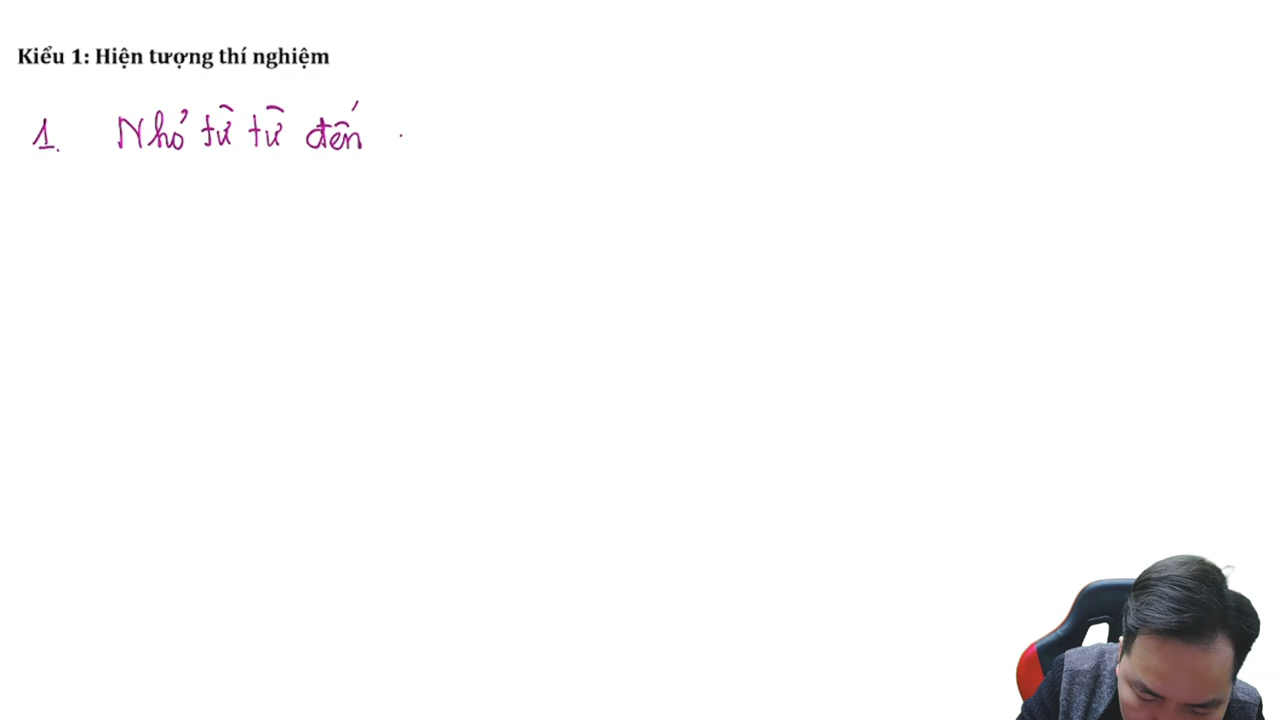 Kiểu 1: Hiện tượng thí nghiệm
1. Nhỏ từ từ đến